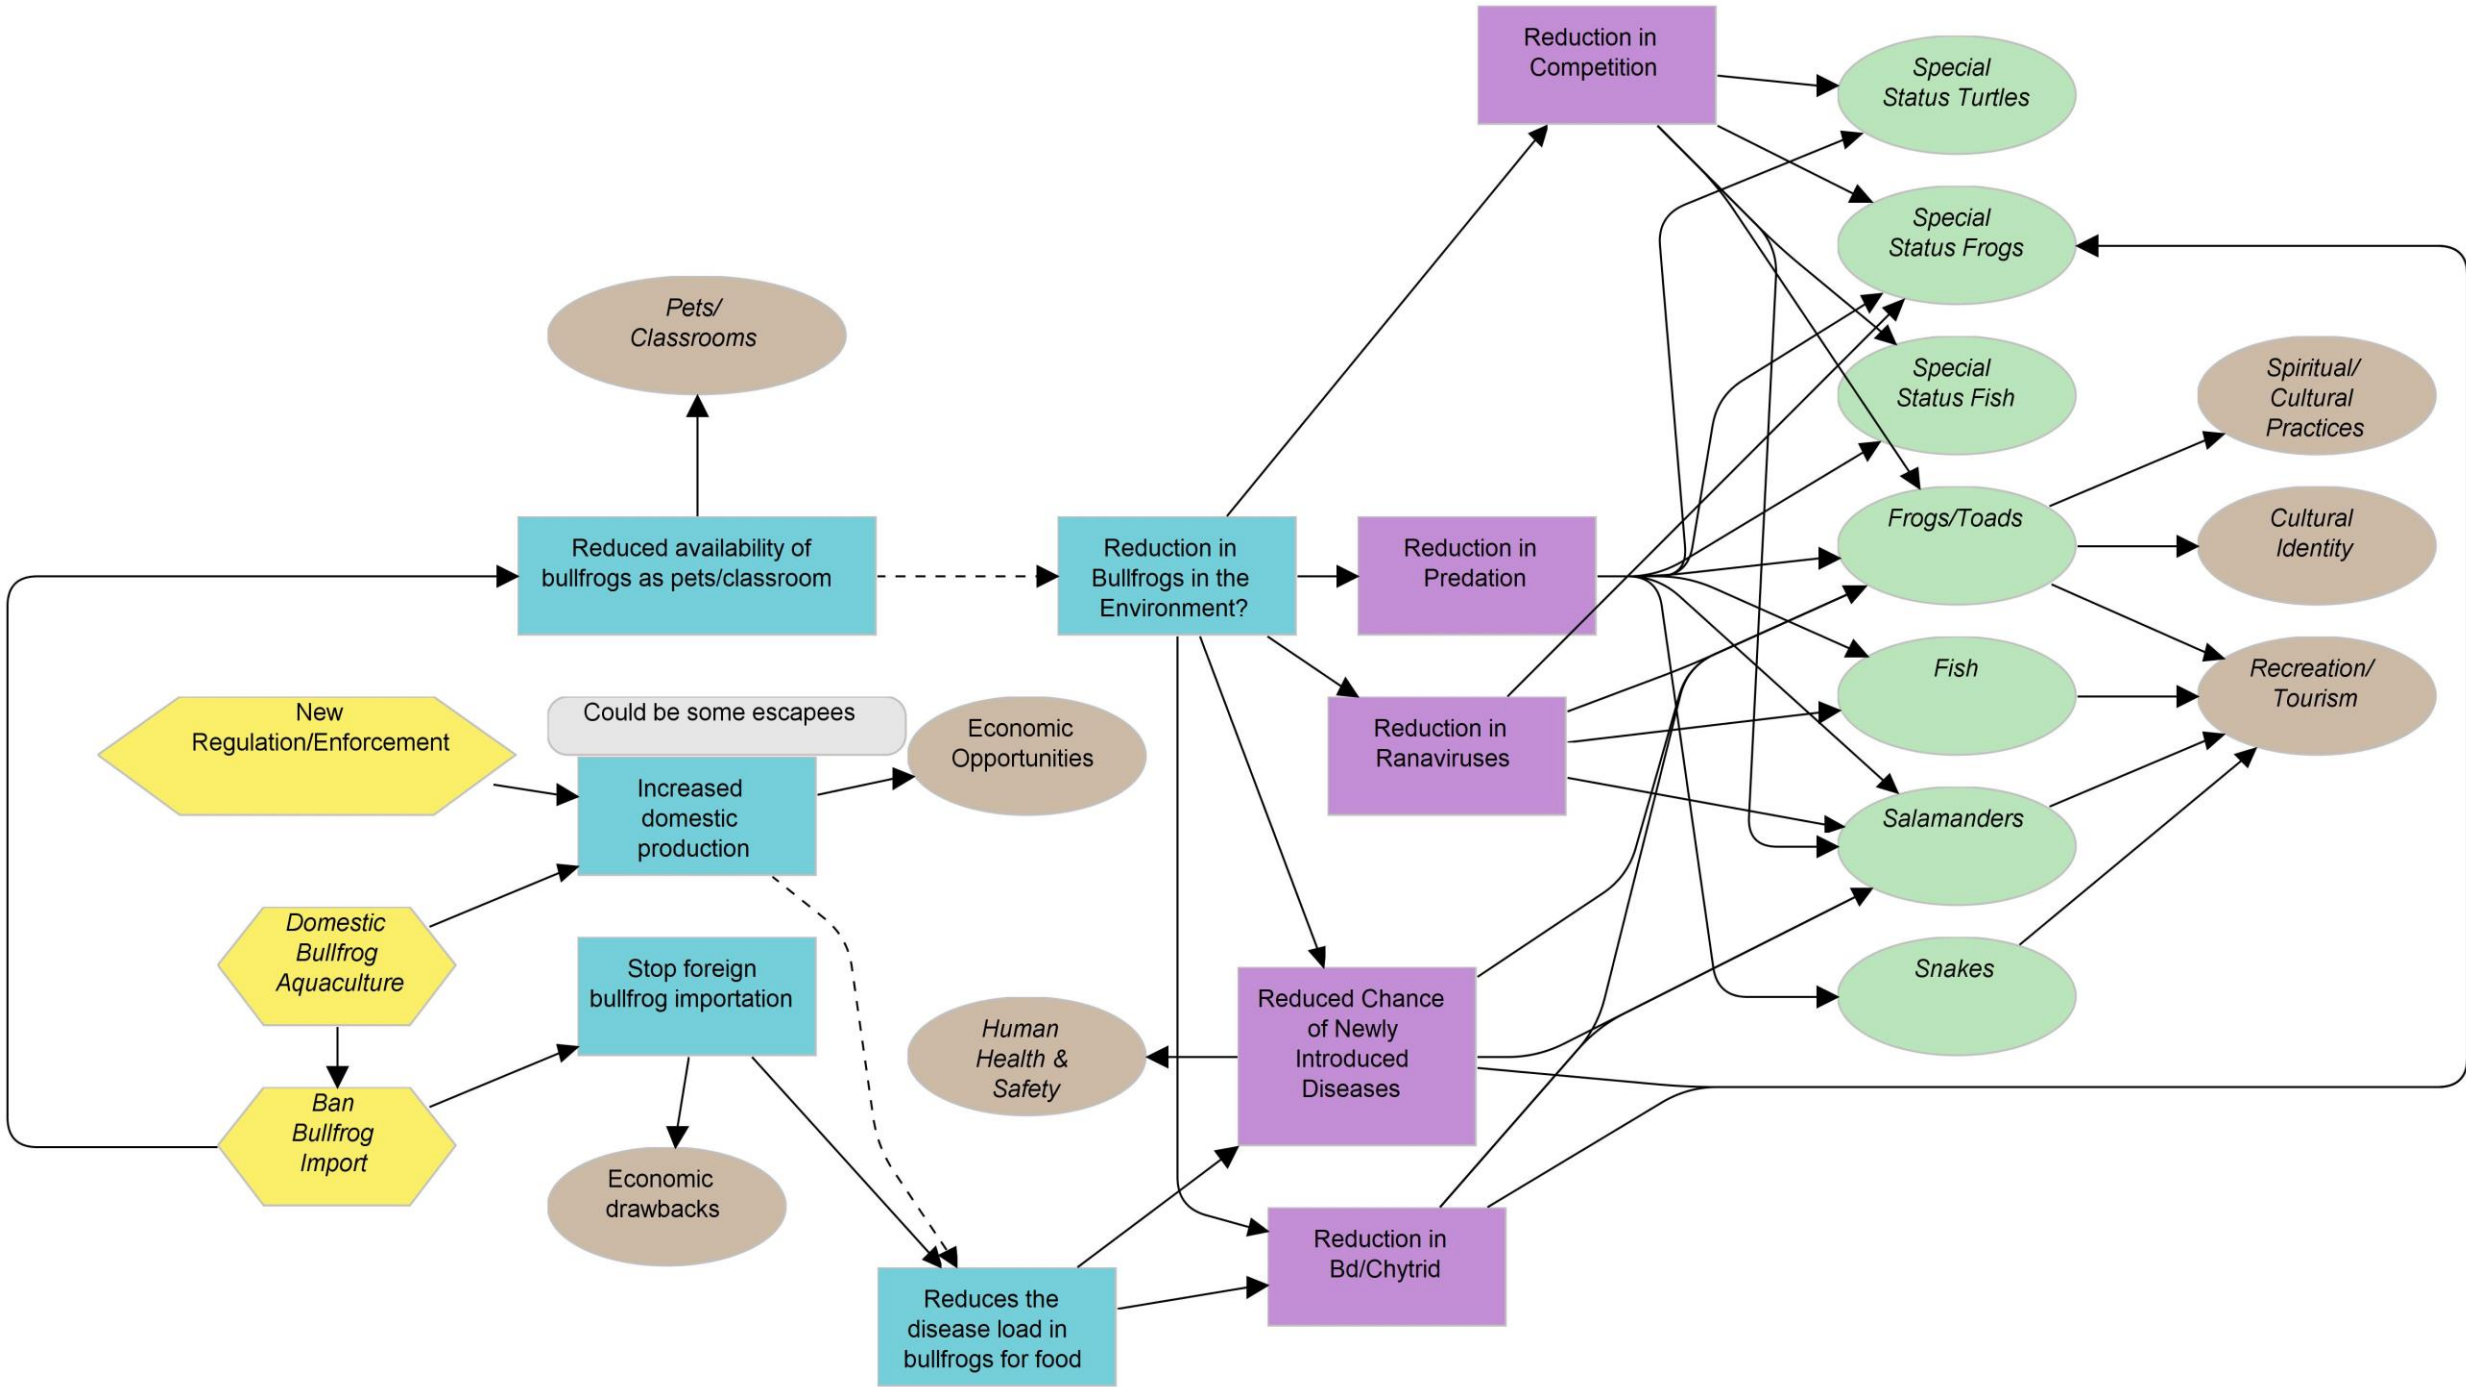 Reduction in
Competition
Special
Status Turtles
Special
Status Frogs
Pets/
Classrooms
Special
Status Fish
Spiritual/
Cultural
Practices
Reduced availability of
bullfrogs as pets/classroom
Reduction in
Bullfrogs in the
Environment?
Reduction in
Predation
Frogs/Toads
Cultural
Identity
New
Regulation/Enforcement
Could be some escapees
Increased
domestic
production
Economic
Opportunities
Reduction in
Ranaviruses
Fish
Recreation/
Tourism
Salamanders
Domestic
Bullfrog
Aquaculture
Stop foreign
bullfrog importation
Human
Health &
Safety
Reduced Chance
of Newly
Introduced
Diseases
Snakes
Ban
Bullfrog
Import
Economic
drawbacks
Reduces the
disease load in
bullfrogs for food
Reduction in
Bd/Chytrid